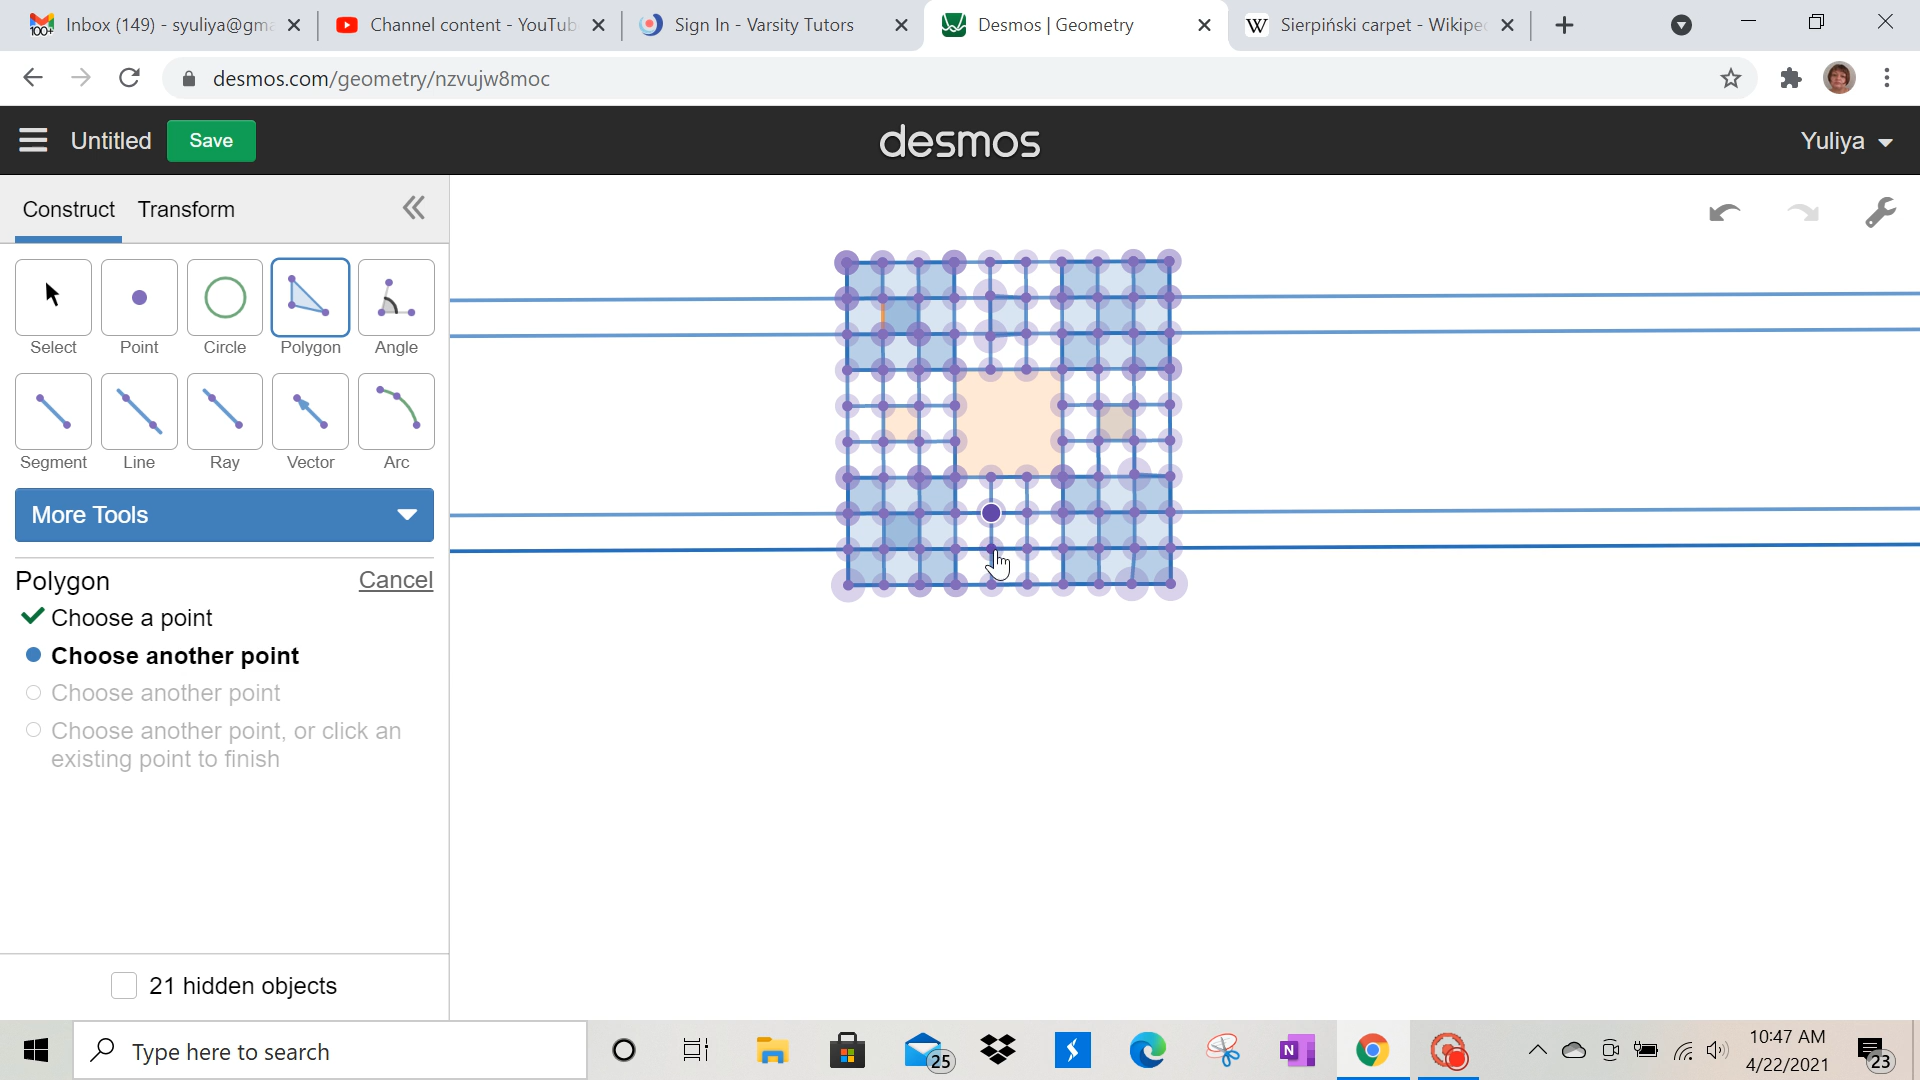 Inbox (149) - syuliya@gma
Channel content - YouTub
Sign In - Varsity Tutors
Desmos | Geometry
Sierpiński carpet - Wikipe
desmos.com/geometry/nzvujw8moc
Untitled
Save
desmos
Yuliya
Construct
Transform
Select
Point
Circle
Polygon
Angle
Segment
Line
Ray
Vector
Arc
More Tools
Polygon
Cancel
Choose a point
Choose another point
Choose another point
Choose another point, or click an
existing point to finish
21 hidden objects
Type here to search
25
N
10:47 AM
4/22/2021
23